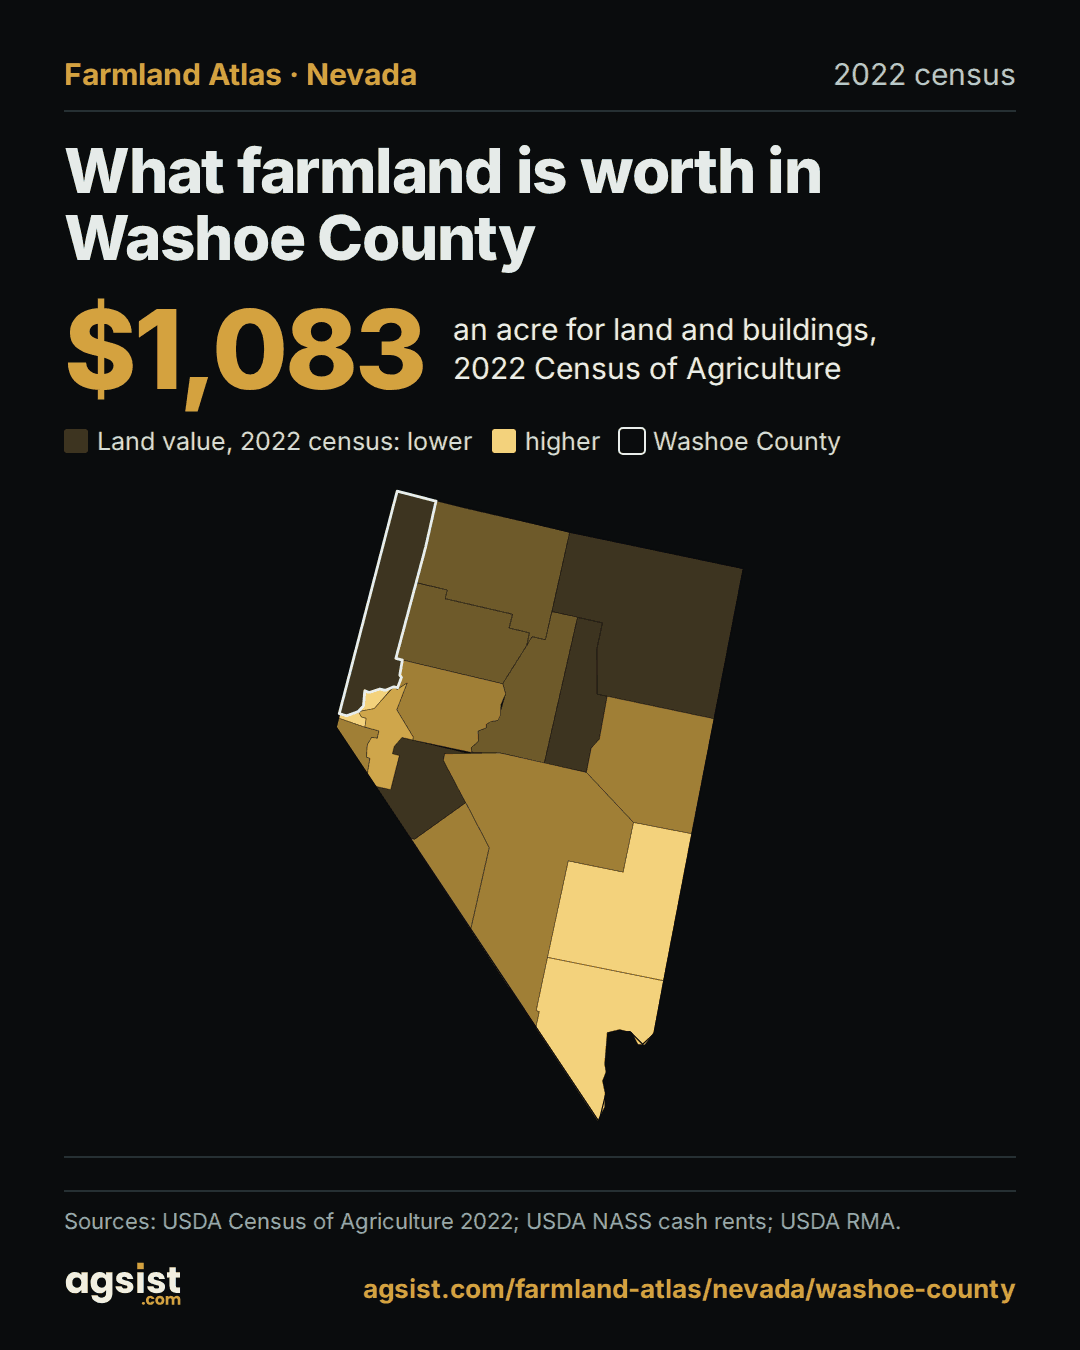 Farmland Atlas · Nevada
2022 census
What farmland is worth in
Washoe County
$1,083
an acre for land and buildings,
2022 Census of Agriculture
Land value, 2022 census: lower
higher
Washoe County
Sources: USDA Census of Agriculture 2022; USDA NASS cash rents; USDA RMA.
agsist
.com
agsist.com/farmland-atlas/nevada/washoe-county